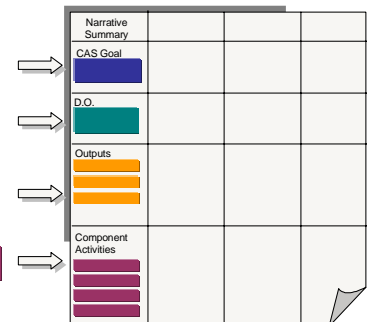 Narrative
Summary
CAS Goal
D.O.
Outputs
Component
Activities